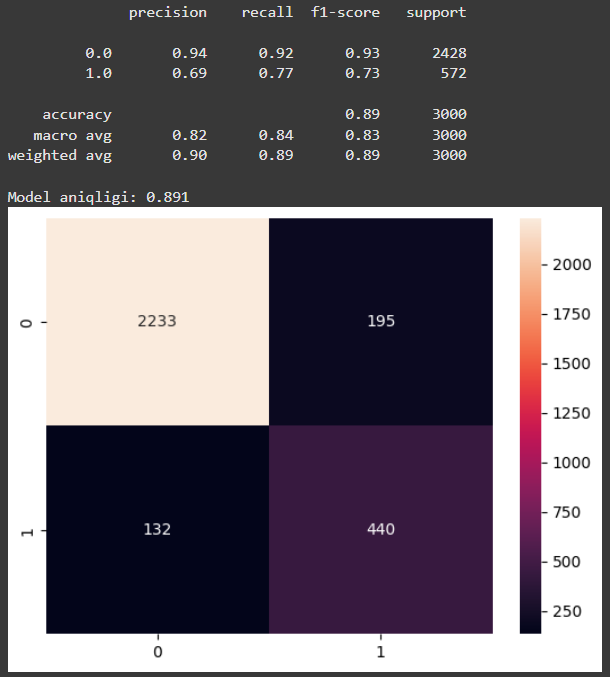 precision recall f1-score support
0.0 0.94 0.92 0.93 2428
1.0 0.69 0.77 0.73 572
accuracy 0.89 3000
macro avg 0.82 0.84 0.83 3000
weighted avg 0.90 0.89 0.89 3000
Model aniqligi: 0.891
0 2233 195
1 132 440
0 1
2000
1750
1500
1250
1000
750
500
250